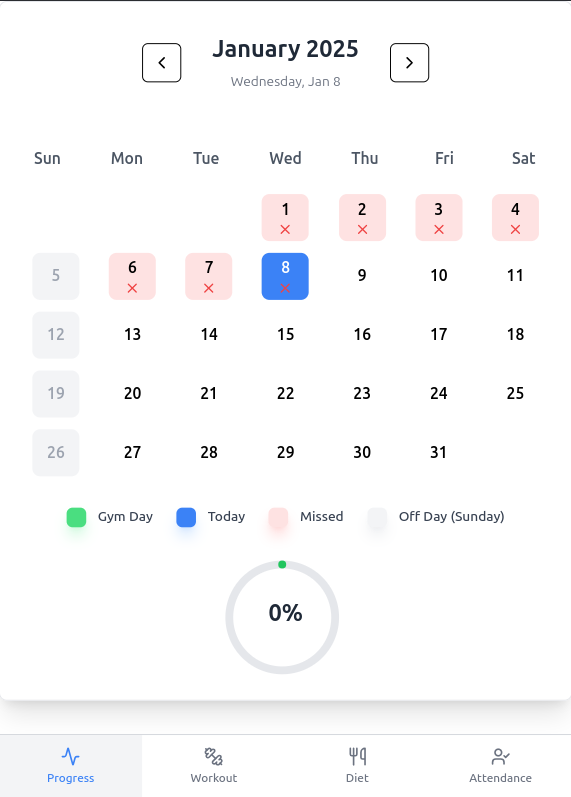 January 2025
Wednesday, Jan 8
Sun Mon Tue Wed Thu Fri Sat
1 2 3 4
5 6 7 8 9 10 11
12 13 14 15 16 17 18
19 20 21 22 23 24 25
26 27 28 29 30 31
Gym Day Today Missed Off Day (Sunday)
0%
Progress Workout Diet Attendance